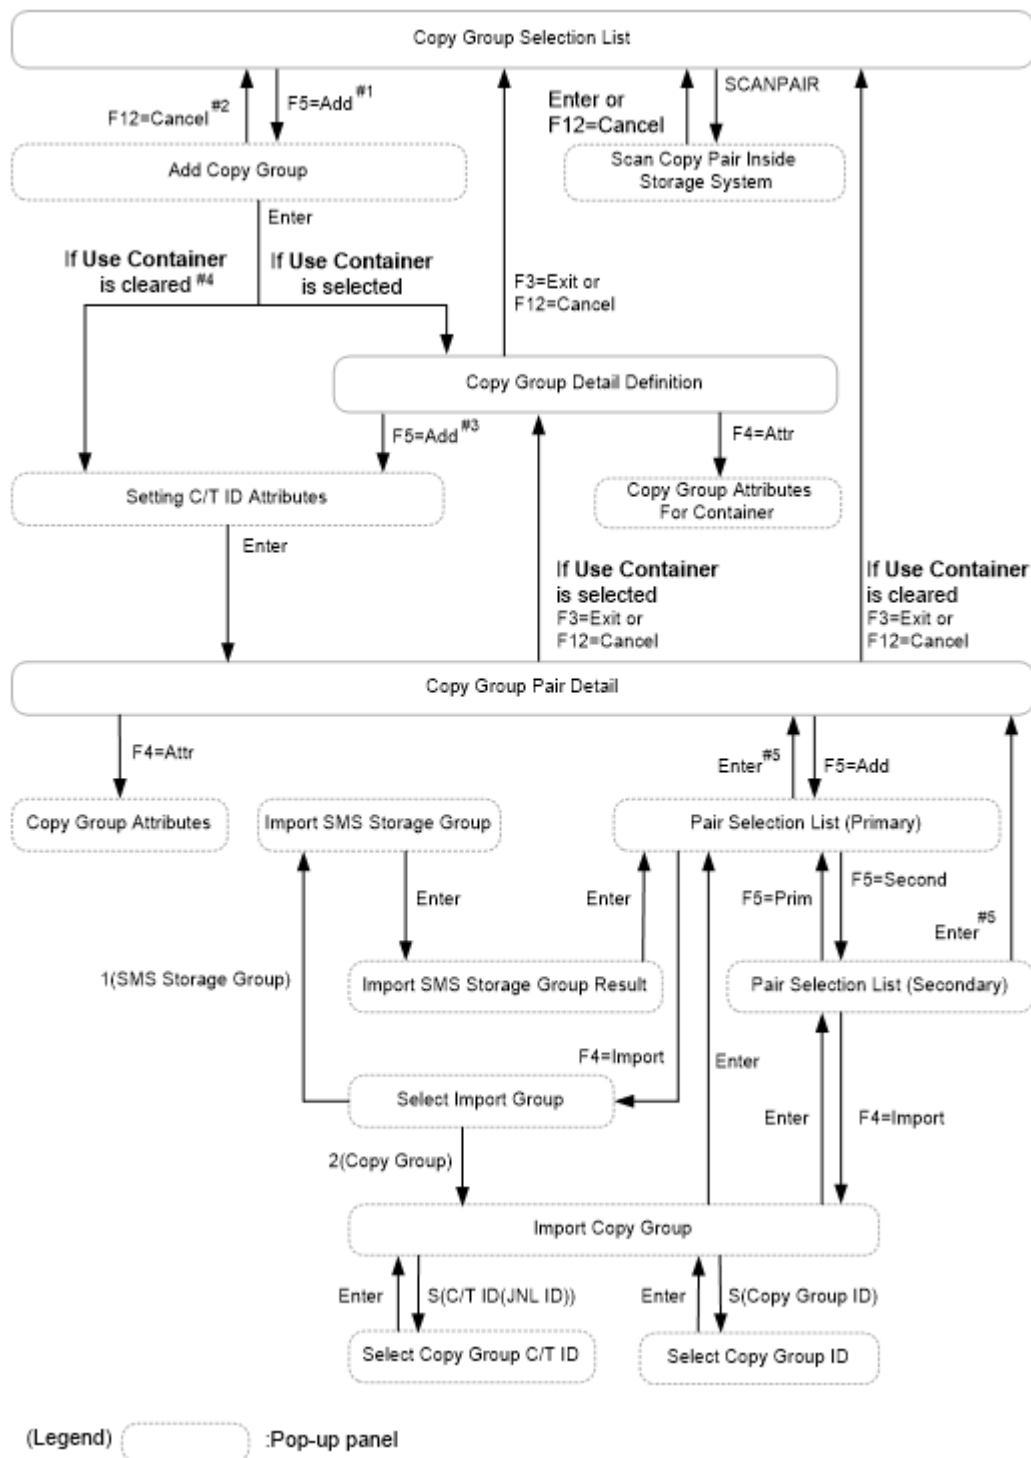 Copy Group Selection List
F12=Cancel #2
F5=Add #1
Enter or
F12=Cancel
SCANPAIR
Add Copy Group
Scan Copy Pair Inside
Storage System
Enter
If Use Container
is cleared #4
If Use Container
is selected
F3=Exit or
F12=Cancel
Copy Group Detail Definition
F5=Add #3
F4=Attr
Setting C/T ID Attributes
Copy Group Attributes
For Container
Enter
If Use Container
is selected
F3=Exit or
F12=Cancel
If Use Container
is cleared
F3=Exit or
F12=Cancel
Copy Group Pair Detail
F4=Attr
Enter #5
F5=Add
Copy Group Attributes
Import SMS Storage Group
Pair Selection List (Primary)
Enter
Enter
F5=Prim
F5=Second
Enter #5
1(SMS Storage Group)
Import SMS Storage Group Result
Pair Selection List (Secondary)
F4=Import
Enter
Select Import Group
Enter
F4=Import
2(Copy Group)
Import Copy Group
Enter
S(C/T ID(JNL ID))
Enter
S(Copy Group ID)
Select Copy Group C/T ID
Select Copy Group ID
(Legend)
:Pop-up panel